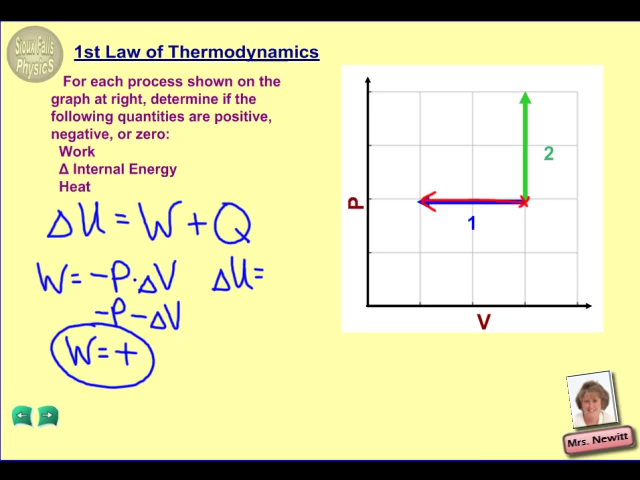 Sioux Falls
Physics
1st Law of Thermodynamics
For each process shown on the
graph at right, determine if the
following quantities are positive,
negative, or zero:
Work
Δ Internal Energy
Heat
ΔU = W + Q
W = -P · ΔV
ΔU =
-P - ΔV
W = +
P
2
1
V
Mrs. Newitt